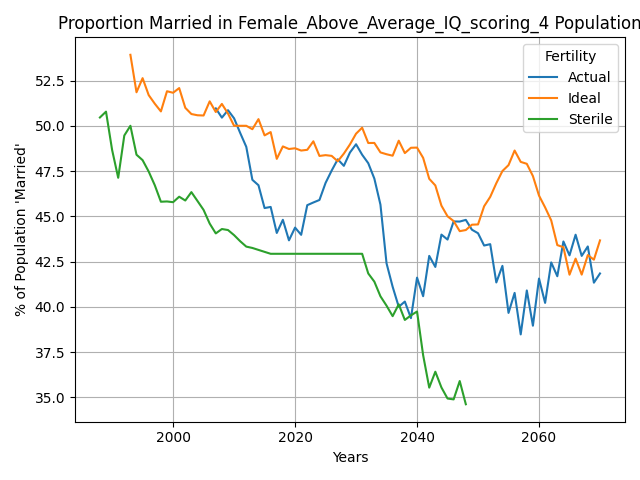 Proportion Married in Female_Above_Average_IQ_scoring_4 Population
Fertility
Actual
Ideal
Sterile
% of Population 'Married'
52.5
50.0
47.5
45.0
42.5
40.0
37.5
35.0
2000
2020
2040
2060
Years